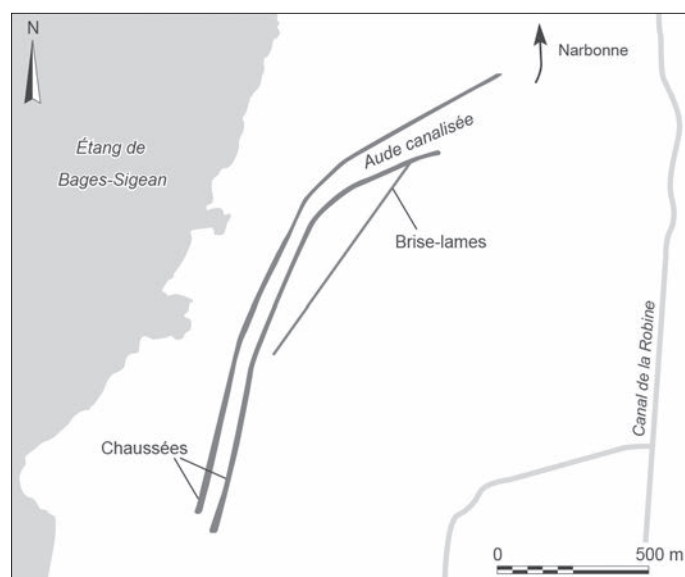 N
Narbonne
Étang de
Bages-Sigean
Aude canalisée
Brise-lames
Canal de la Robine
Chaussées
0
500 m